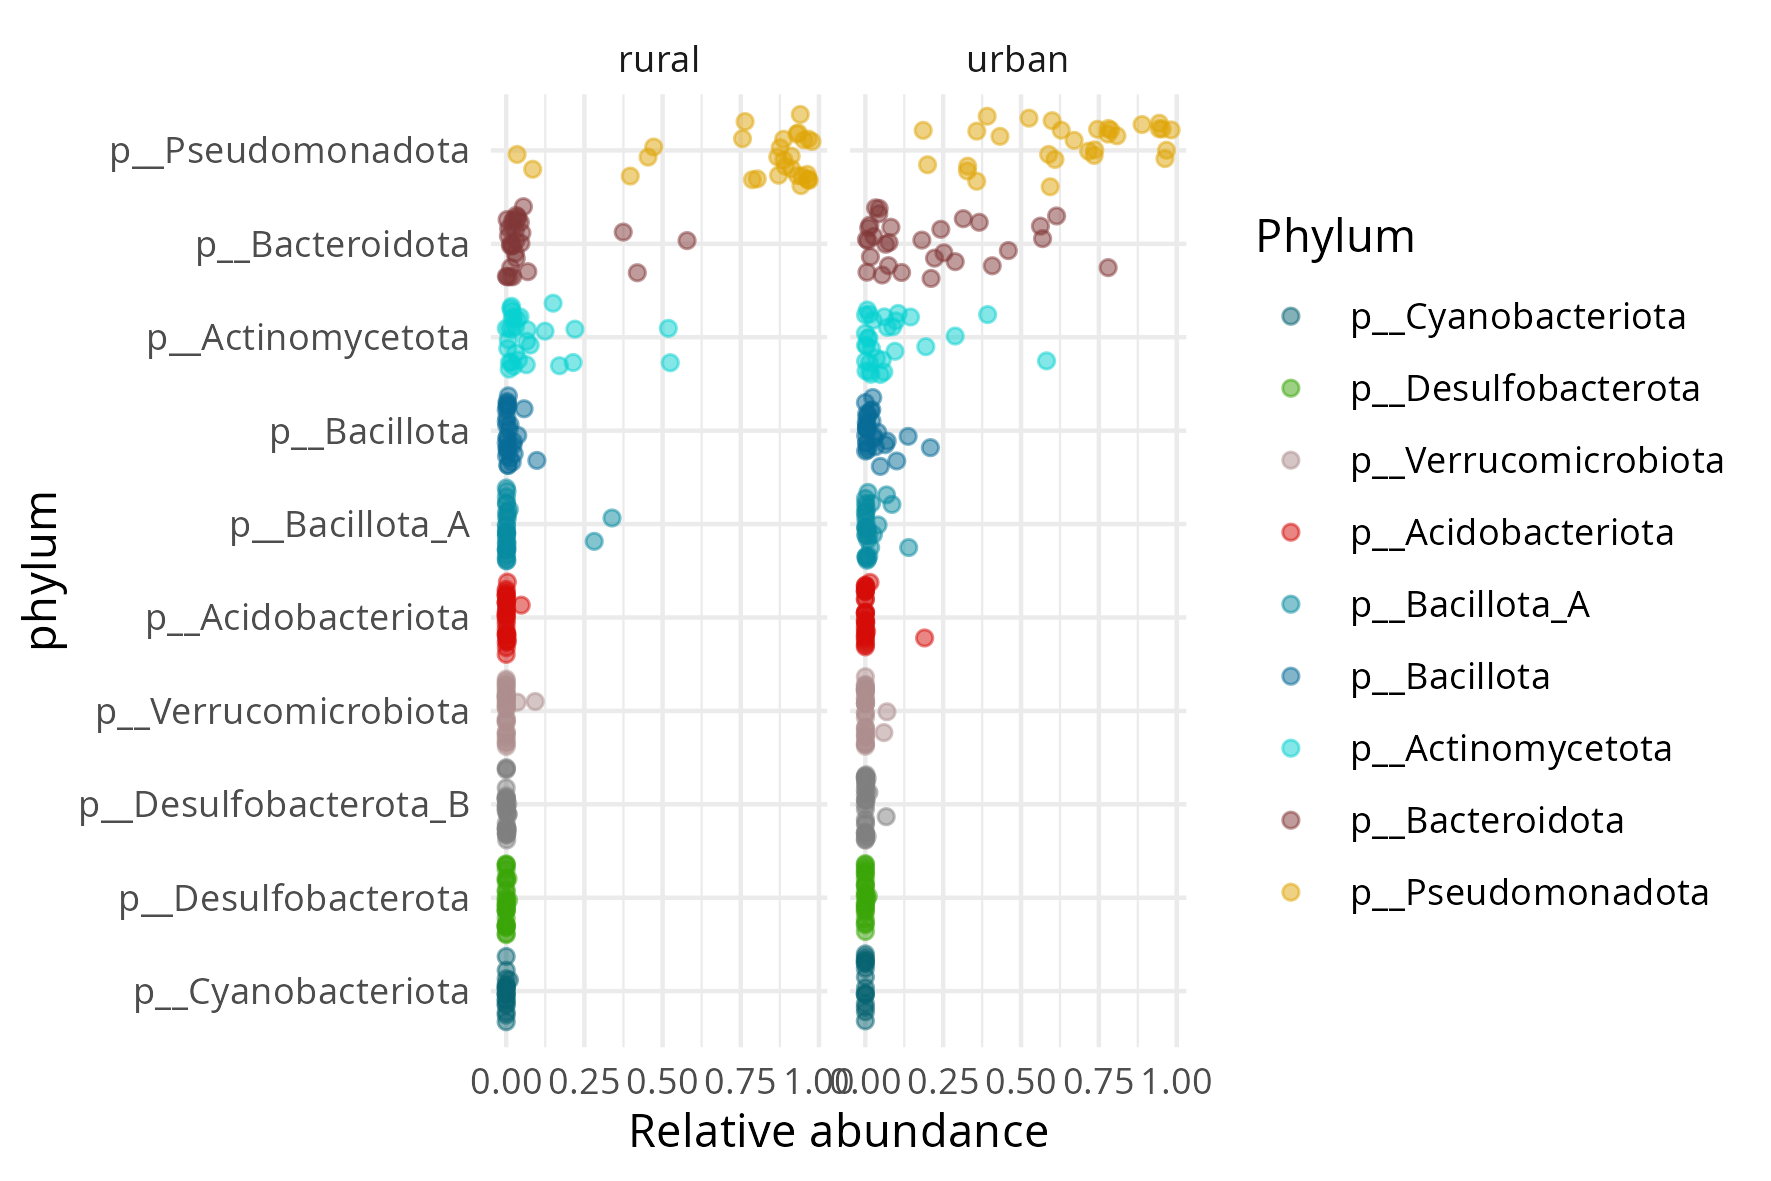 rural urban
p__Pseudomonadota
p__Bacteroidota
p__Actinomycetota
p__Bacillota
p__Bacillota_A
p__Acidobacteriota
p__Verrucomicrobiota
p__Desulfobacterota_B
p__Desulfobacterota
p__Cyanobacteriota
phylum
0.00 0.25 0.50 0.75 1.00 0.00 0.25 0.50 0.75 1.00
Relative abundance
Phylum
p__Cyanobacteriota
p__Desulfobacterota
p__Verrucomicrobiota
p__Acidobacteriota
p__Bacillota_A
p__Bacillota
p__Actinomycetota
p__Bacteroidota
p__Pseudomonadota